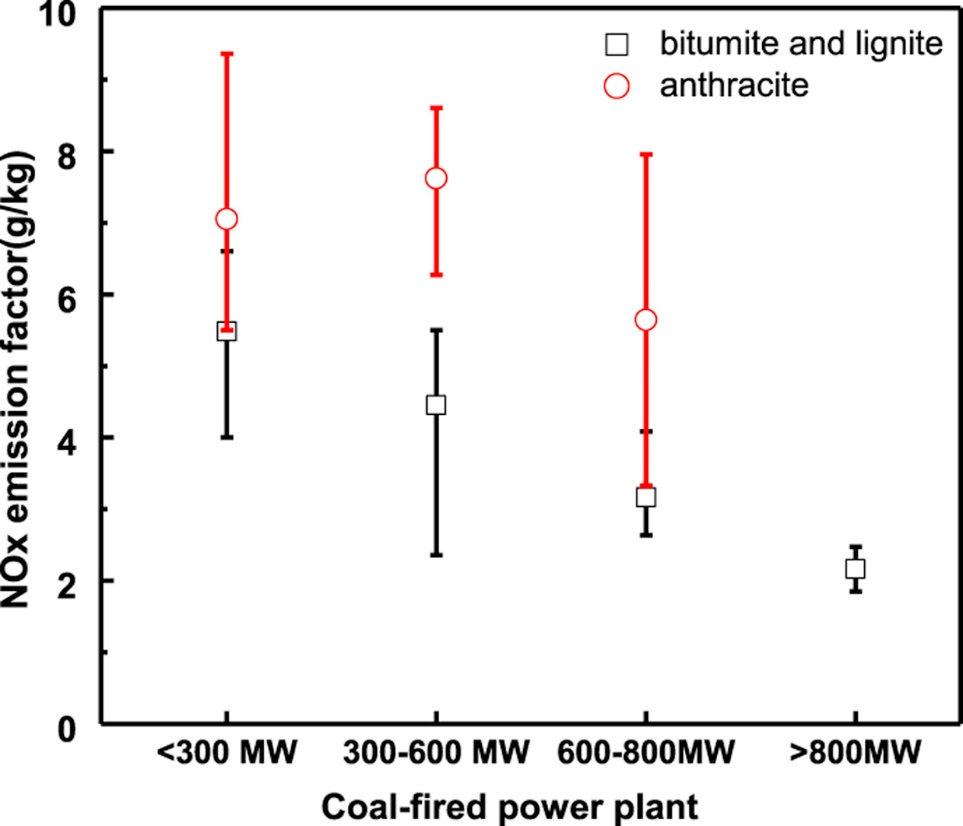 10
8
6
4
2
0
NOx emission factor(g/kg)
bitumite and lignite
anthracite
<300 MW
300-600 MW
600-800MW
>800MW
Coal-fired power plant